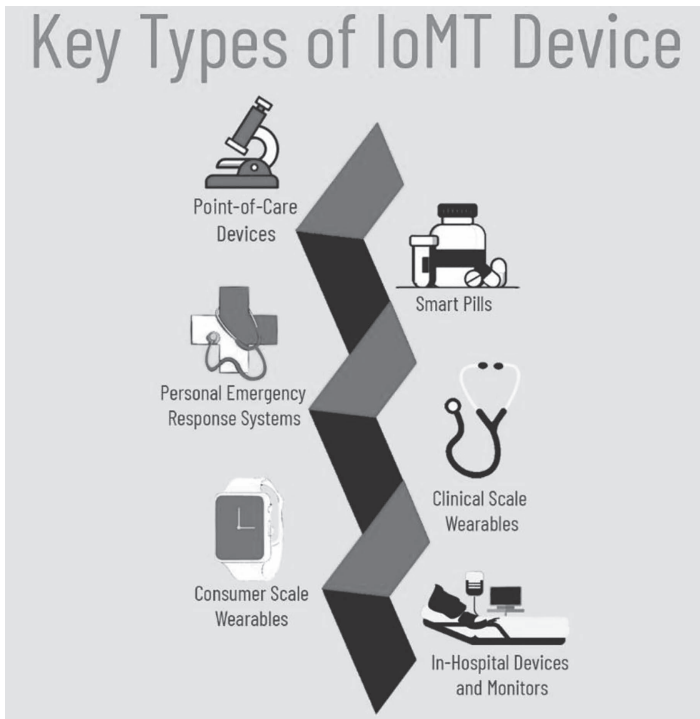 Key Types of IoMT Device
Point-of-Care
Devices
Smart Pills
Personal Emergency
Response Systems
Clinical Scale
Wearables
Consumer Scale
Wearables
In-Hospital Devices
and Monitors